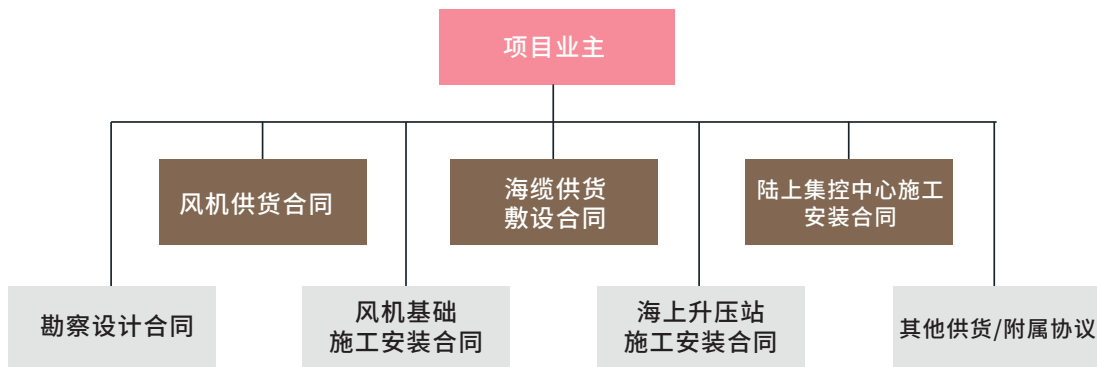 项目业主
风机供货合同
海缆供货
敷设合同
陆上集控中心施工
安装合同
勘察设计合同
风机基础
施工安装合同
海上升压站
施工安装合同
其他供货/附属协议